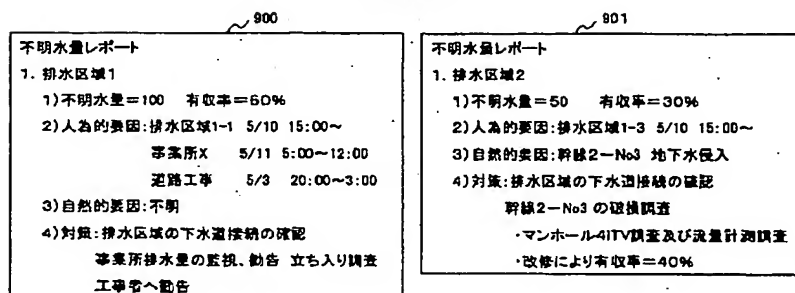 900
不明水量レポート
1. 排水区域1
1)不明水量=100 有収率=60%
2)人為的要因:排水区域1-1 5/10 15:00~
事業所X 5/11 5:00~12:00
道路工事 5/3 20:00~3:00
3)自然的要因:不明
4)対策:排水区域の下水道接続の確認
事業所排水量の監視、勧告 立ち入り調査
工事者へ勧告
901
不明水量レポート
1. 排水区域2
1)不明水量=50 有収率=30%
2)人為的要因:排水区域1-3 5/10 15:00~
3)自然的要因:幹線2-No3 地下水侵入
4)対策:排水区域の下水道接続の確認
幹線2-No3 の破損調査
・マンホール4iTV調査及び流量計測調査
・改修により有収率=40%